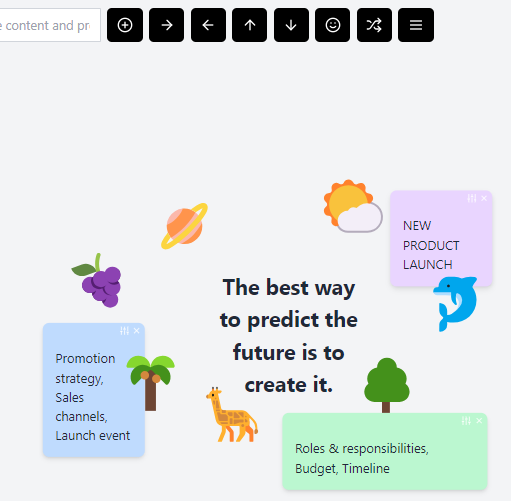 e content and pr
NEW
PRODUCT
LAUNCH
The best way
to predict the
future is to
create it.
Promotion
strategy,
Sales
channels,
Launch event
Roles & responsibilities,
Budget, Timeline